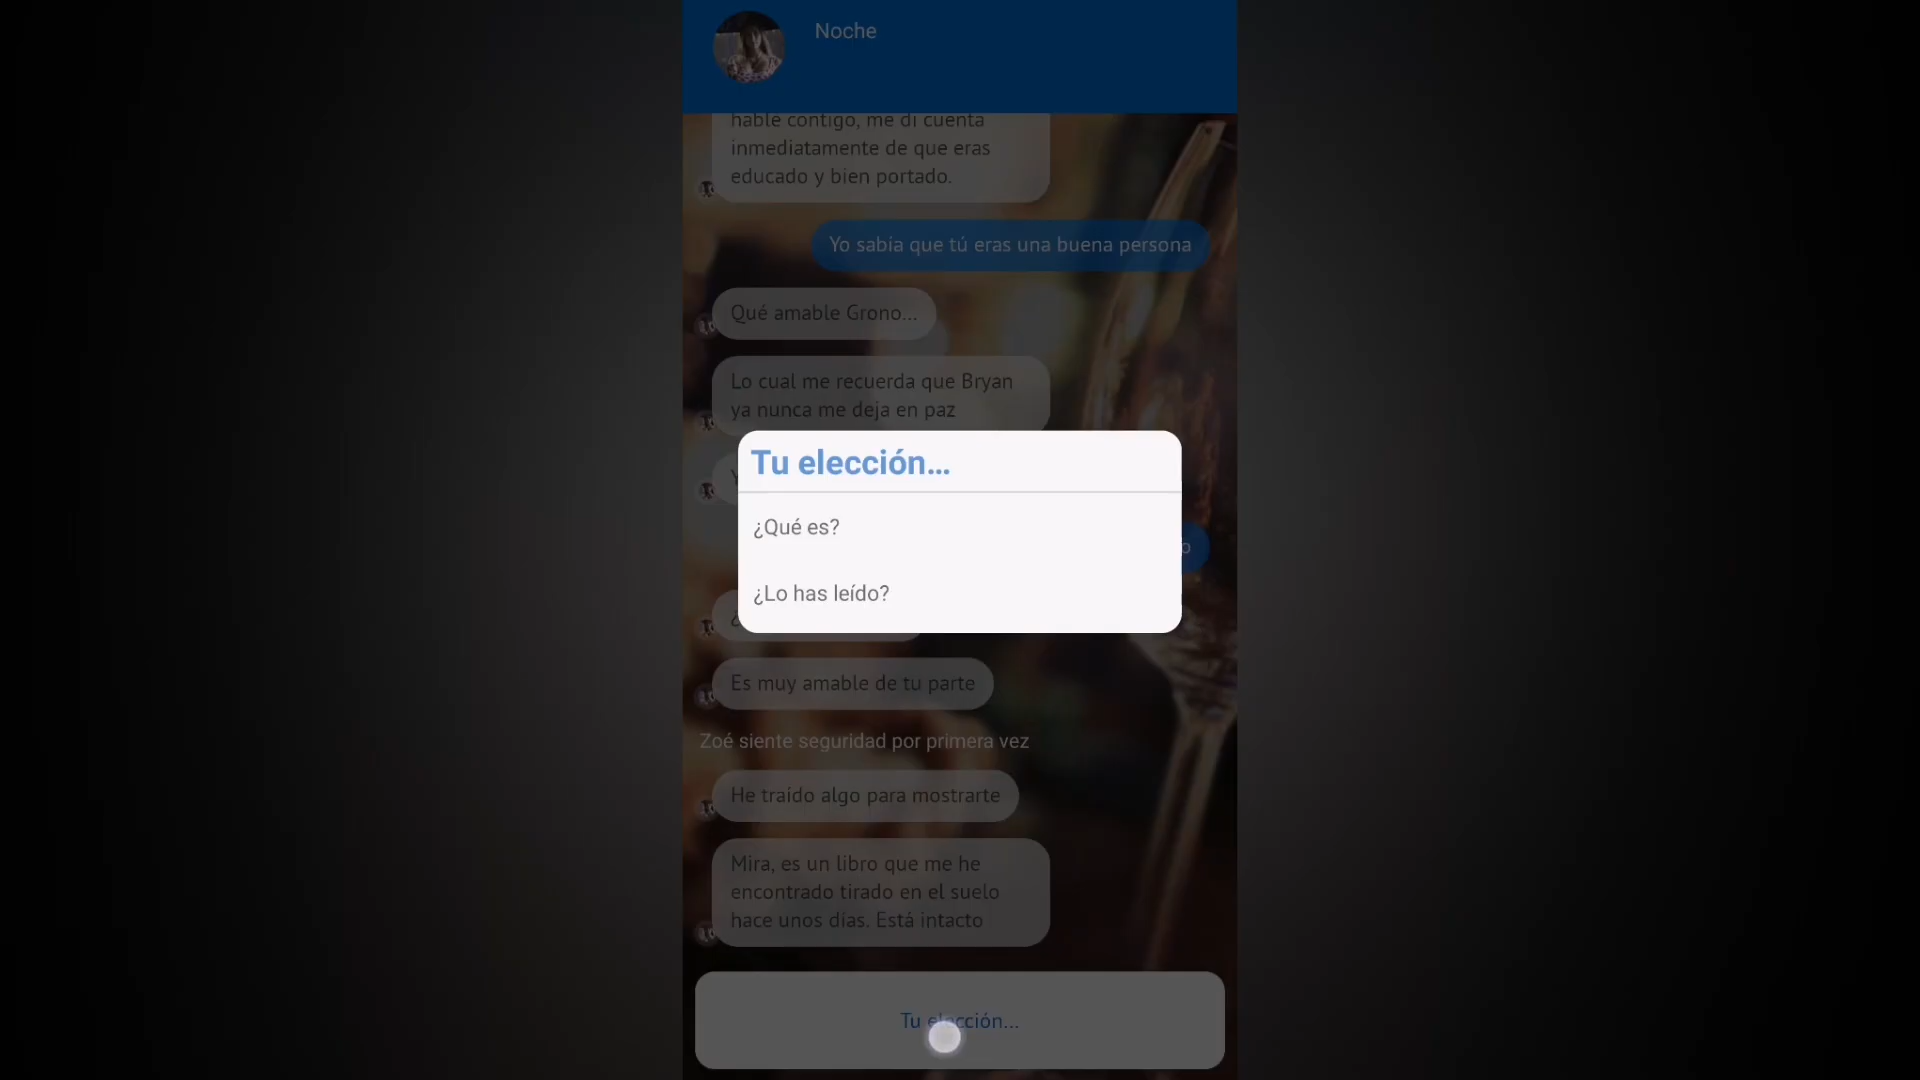 Noche
hablé contigo, me di cuenta
inmediatamente de que eras
educado y bien portado.
Yo sabia que tú eras una buena persona
Qué amable Grono...
Lo cual me recuerda que Bryan
ya nunca me deja en paz
Tu elección...
¿Qué es?
¿Lo has leído?
Es muy amable de tu parte
Zoé siente seguridad por primera vez
He traido algo para mostrarte
Mira, es un libro que me he
encontrado tirado en el suelo
hace unos días. Está intacto
Tu elección...